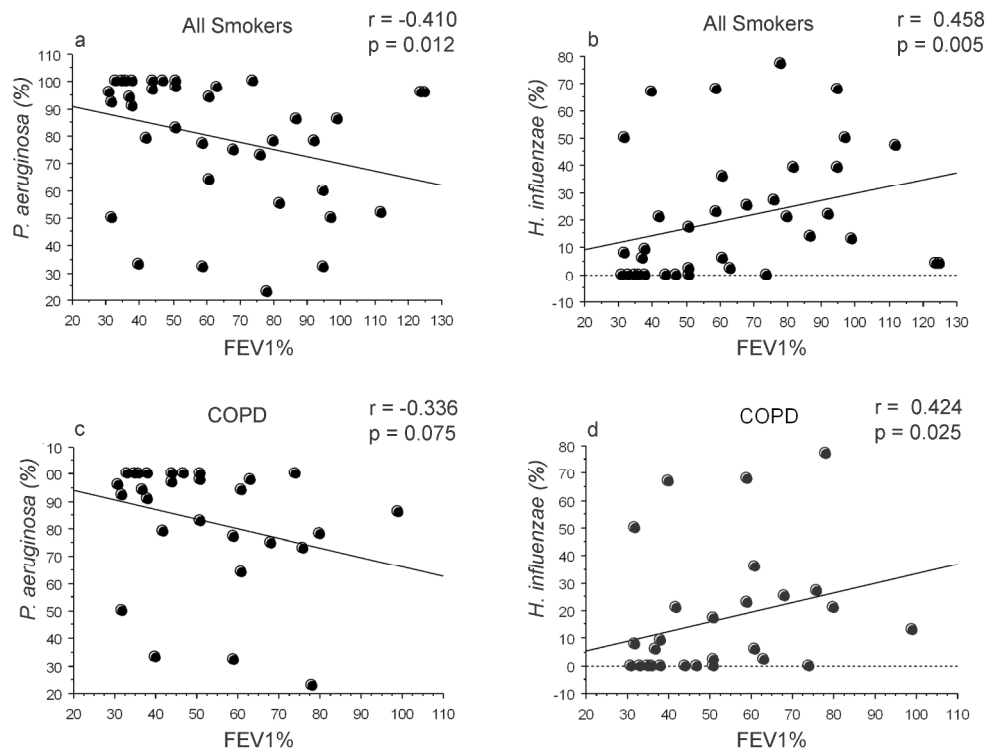 All Smokers
r = -0.410
p = 0.012
a
110
100
90
80
70
60
50
40
30
20
P. aeruginosa (%)
20 30 40 50 60 70 80 90 100 110 120 130
FEV1%
All Smokers
r = 0.458
p = 0.005
b
80
70
60
50
40
30
20
10
0
-10
H. influenzae (%)
20 30 40 50 60 70 80 90 100 110 120 130
FEV1%
COPD
r = -0.336
p = 0.075
c
10
00
90
80
70
60
50
40
30
20
P. aeruginosa (%)
20 30 40 50 60 70 80 90 100 110
FEV1%
COPD
r = 0.424
p = 0.025
d
80
70
60
50
40
30
20
10
0
-10
H. influenzae (%)
20 30 40 50 60 70 80 90 100 110
FEV1%